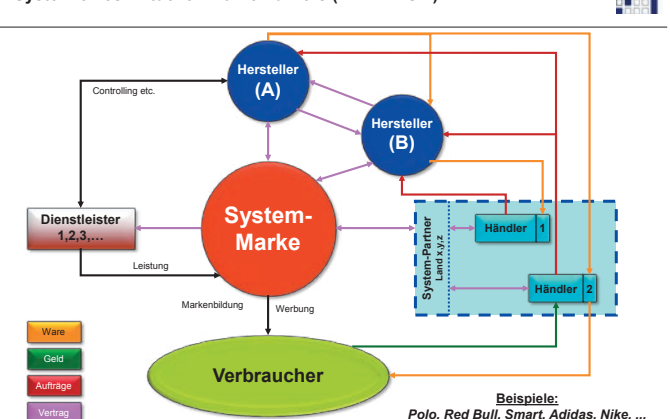 Hersteller
(A)
Controlling etc.
Hersteller
(B)
Dienstleister
1,2,3,…
System-
Marke
System-Partner
Land x,y,z
Händler 1
Händler 2
Leistung
Markenbildung
Werbung
Verbraucher
Ware
Geld
Aufträge
Vertrag
Beispiele:
Polo, Red Bull, Smart, Adidas, Nike, ...